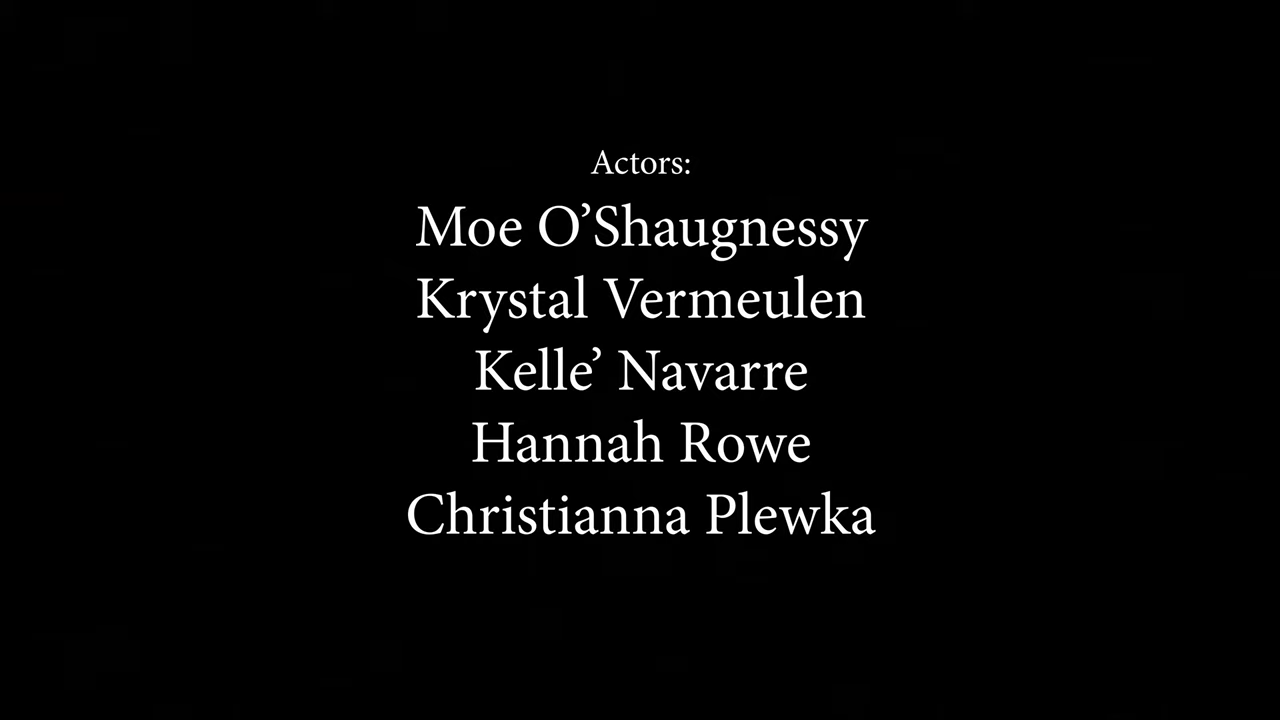 Actors:
Moe O’Shaugnessy
Krystal Vermeulen
Kelle’ Navarre
Hannah Rowe
Christianna Plewka